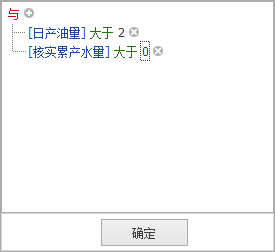 与
[日产油量] 大于 2
[核实累产水量] 大于 0
确定